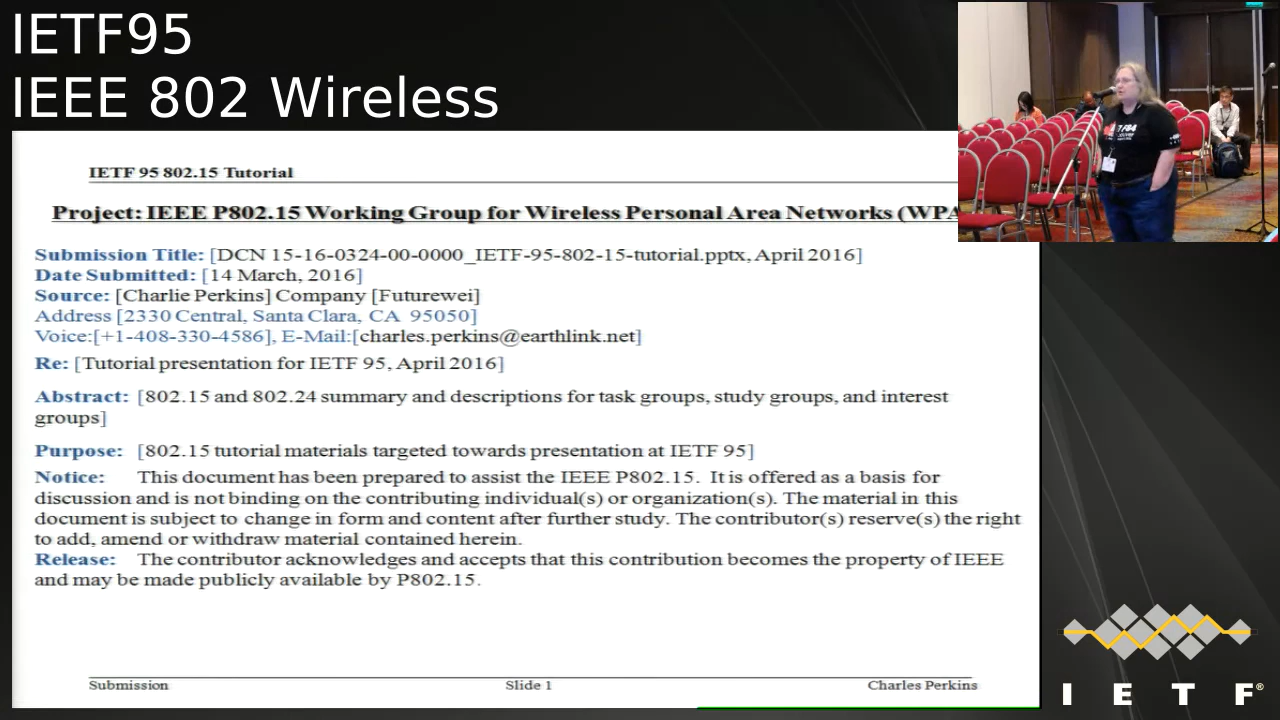 IETF95
IEEE 802 Wireless
IETF 95 802.15 Tutorial
Project: IEEE P802.15 Working Group for Wireless Personal Area Networks (WPA
Submission Title: [DCN 15-16-0324-00-0000_IETF-95-802-15-tutorial.pptx, April 2016]
Date Submitted: [14 March, 2016]
Source: [Charlie Perkins] Company [Futurewei]
Address [2330 Central, Santa Clara, CA 95050]
Voice:[+1-408-330-4586], E-Mail:[charles.perkins@earthlink.net]
Re: [Tutorial presentation for IETF 95, April 2016]
Abstract: [802.15 and 802.24 summary and descriptions for task groups, study groups, and interest
groups]
Purpose: [802.15 tutorial materials targeted towards presentation at IETF 95]
Notice: This document has been prepared to assist the IEEE P802.15. It is offered as a basis for
discussion and is not binding on the contributing individual(s) or organization(s). The material in this
document is subject to change in form and content after further study. The contributor(s) reserve(s) the right
to add, amend or withdraw material contained herein.
Release: The contributor acknowledges and accepts that this contribution becomes the property of IEEE
and may be made publicly available by P802.15.
Submission Slide 1 Charles Perkins
I E T F®